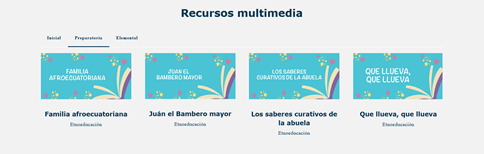 Recursos multimedia
Inicial Preparatoria Elemental
FAMILIA
AFROECUATORIANA
JUAN EL
BAMBERO MAYOR
LOS SABERES
CURATIVOS DE LA ABUELA
QUE LLUEVA,
QUE LLUEVA
Familia afroecuatoriana
Etnoeducación
Juán el Bambero mayor
Etnoeducación
Los saberes curativos de
la abuela
Etnoeducación
Que llueva, que llueva
Etnoeducación